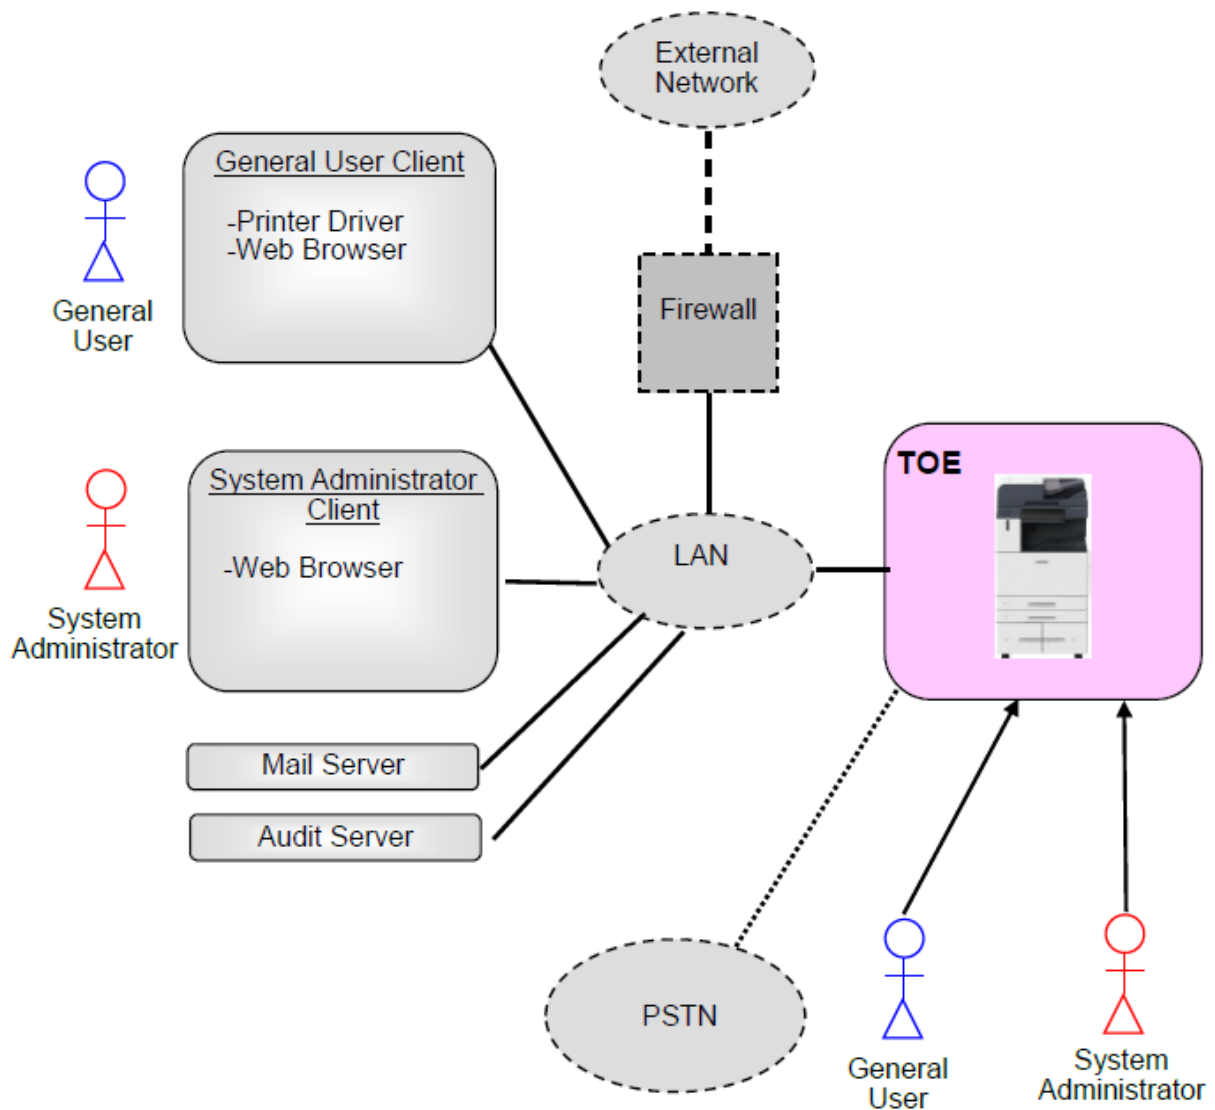 External
Network
General User Client
-Printer Driver
-Web Browser
General
User
Firewall
TOE
System Administrator
Client
-Web Browser
LAN
System
Administrator
Mail Server
Audit Server
PSTN
General
User
System
Administrator